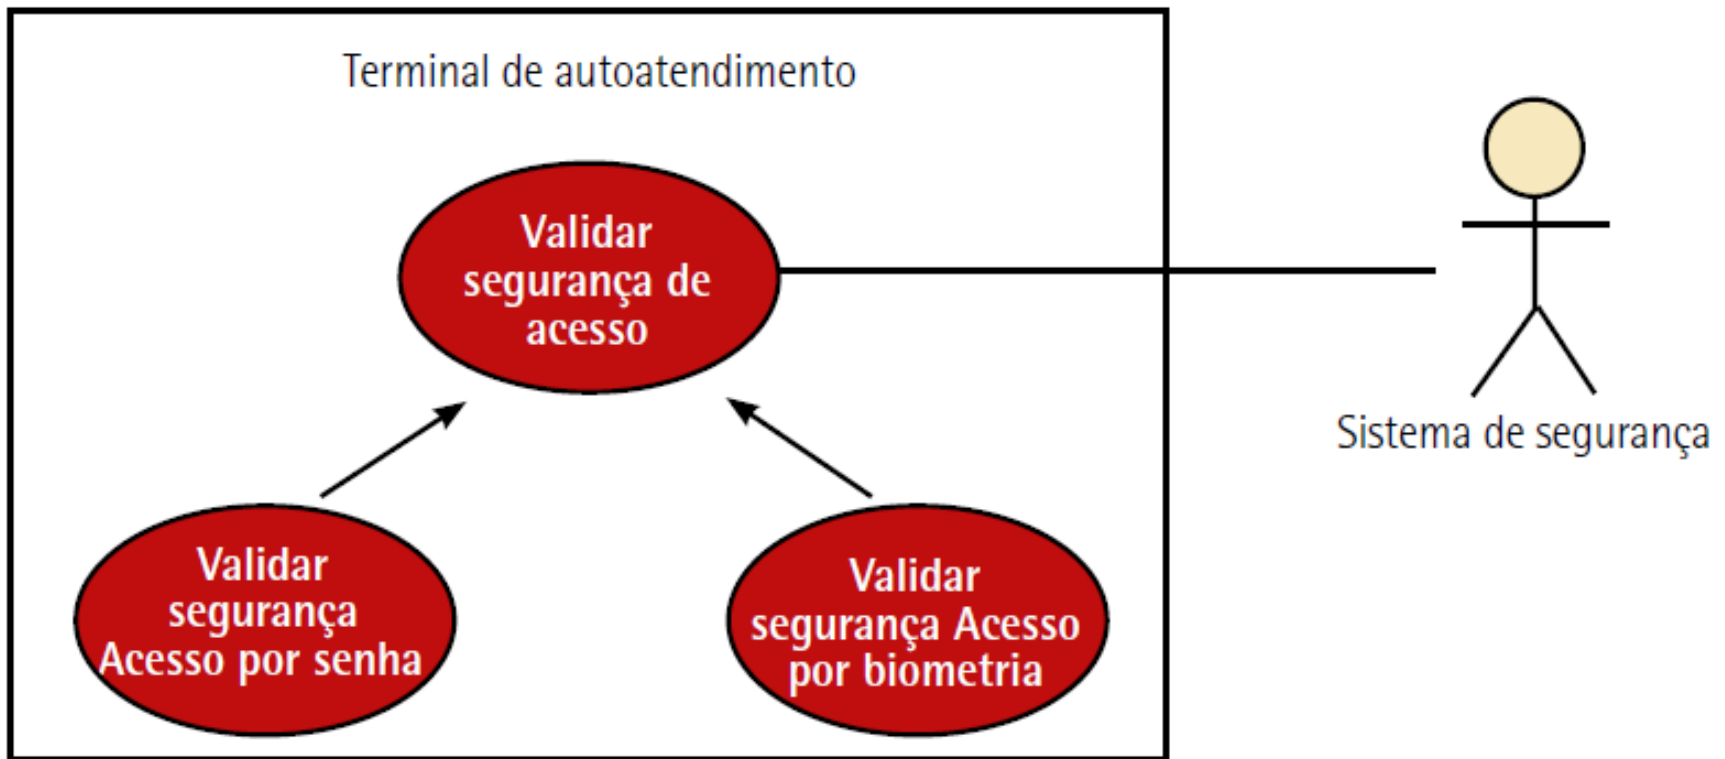 Terminal de autoatendimento
Validar
segurança de
acesso
Sistema de segurança
Validar
segurança
Acesso por senha
Validar
segurança Acesso
por biometria